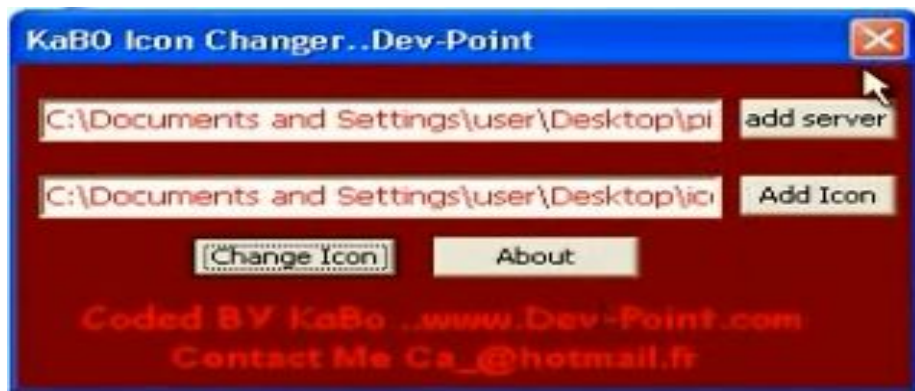 KaBO Icon Changer..Dev-Point
C:\Documents and Settings\user\Desktop\pi add server
C:\Documents and Settings\user\Desktop\ic Add Icon
Change Icon About
Coded BY KaBo ..www.Dev-Point.com
Contact Me Ca_@hotmail.fr